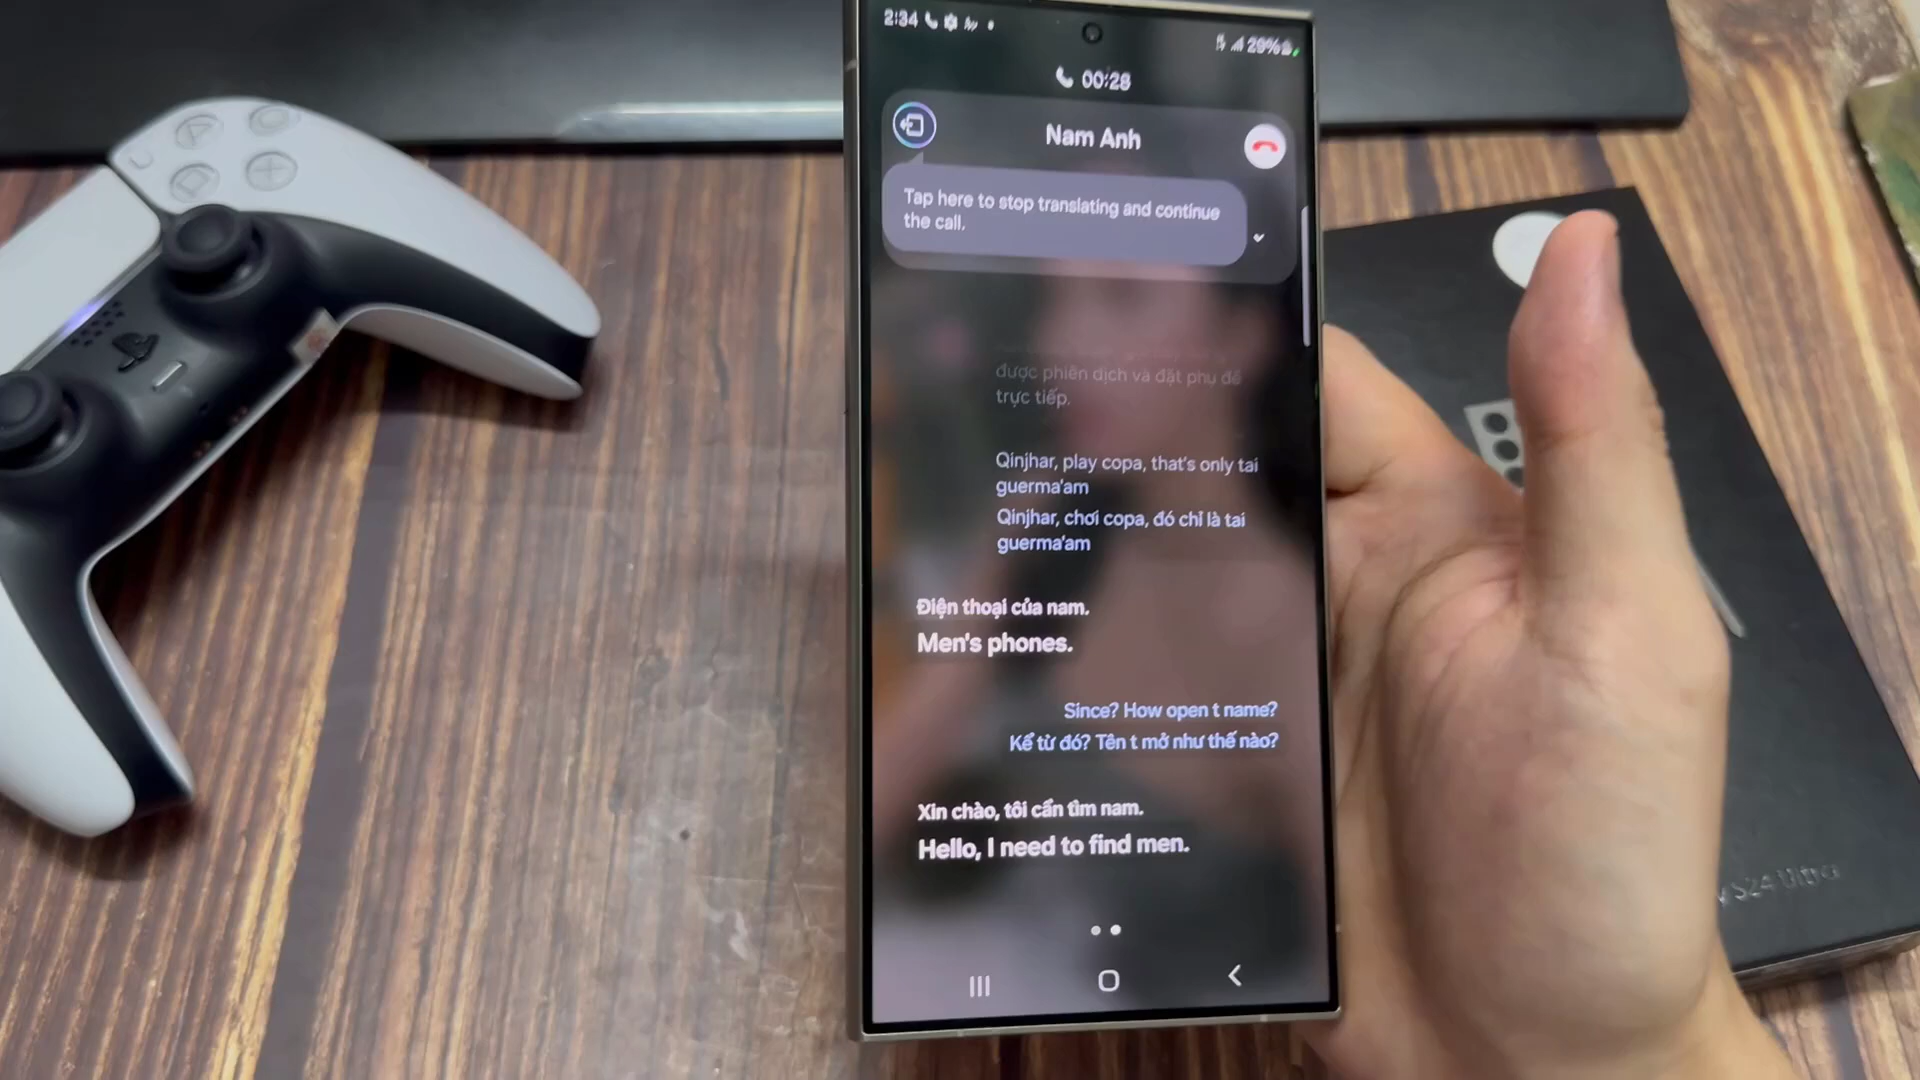 2:34
29%
00:28
Nam Anh
Tap here to stop translating and continue
the call.
được phiên dịch và đặt phụ đề
trực tiếp.
Qinjhar, play copa, that's only tai
guerma'am
Qinjhar, chơi copa, đó chỉ là tai
guerma'am
Điện thoại của nam.
Men's phones.
Since? How open t name?
Kể từ đó? Tên t mở như thế nào?
Xin chào, tôi cần tìm nam.
Hello, I need to find men.
S24 Ultra